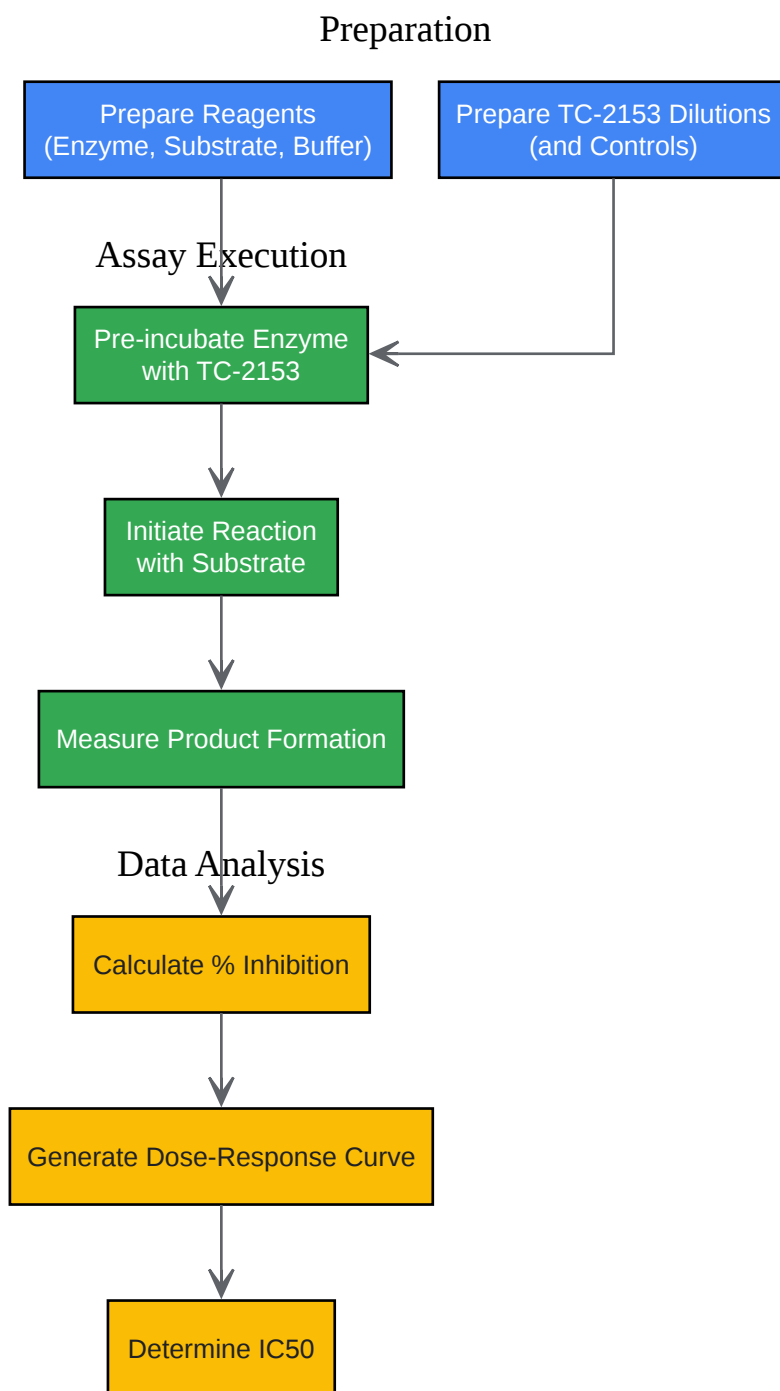 Preparation
Prepare Reagents
(Enzyme, Substrate, Buffer)
Prepare TC-2153 Dilutions
(and Controls)
Assay Execution
Pre-incubate Enzyme
with TC-2153
Initiate Reaction
with Substrate
Measure Product Formation
Data Analysis
Calculate % Inhibition
Generate Dose-Response Curve
Determine IC50